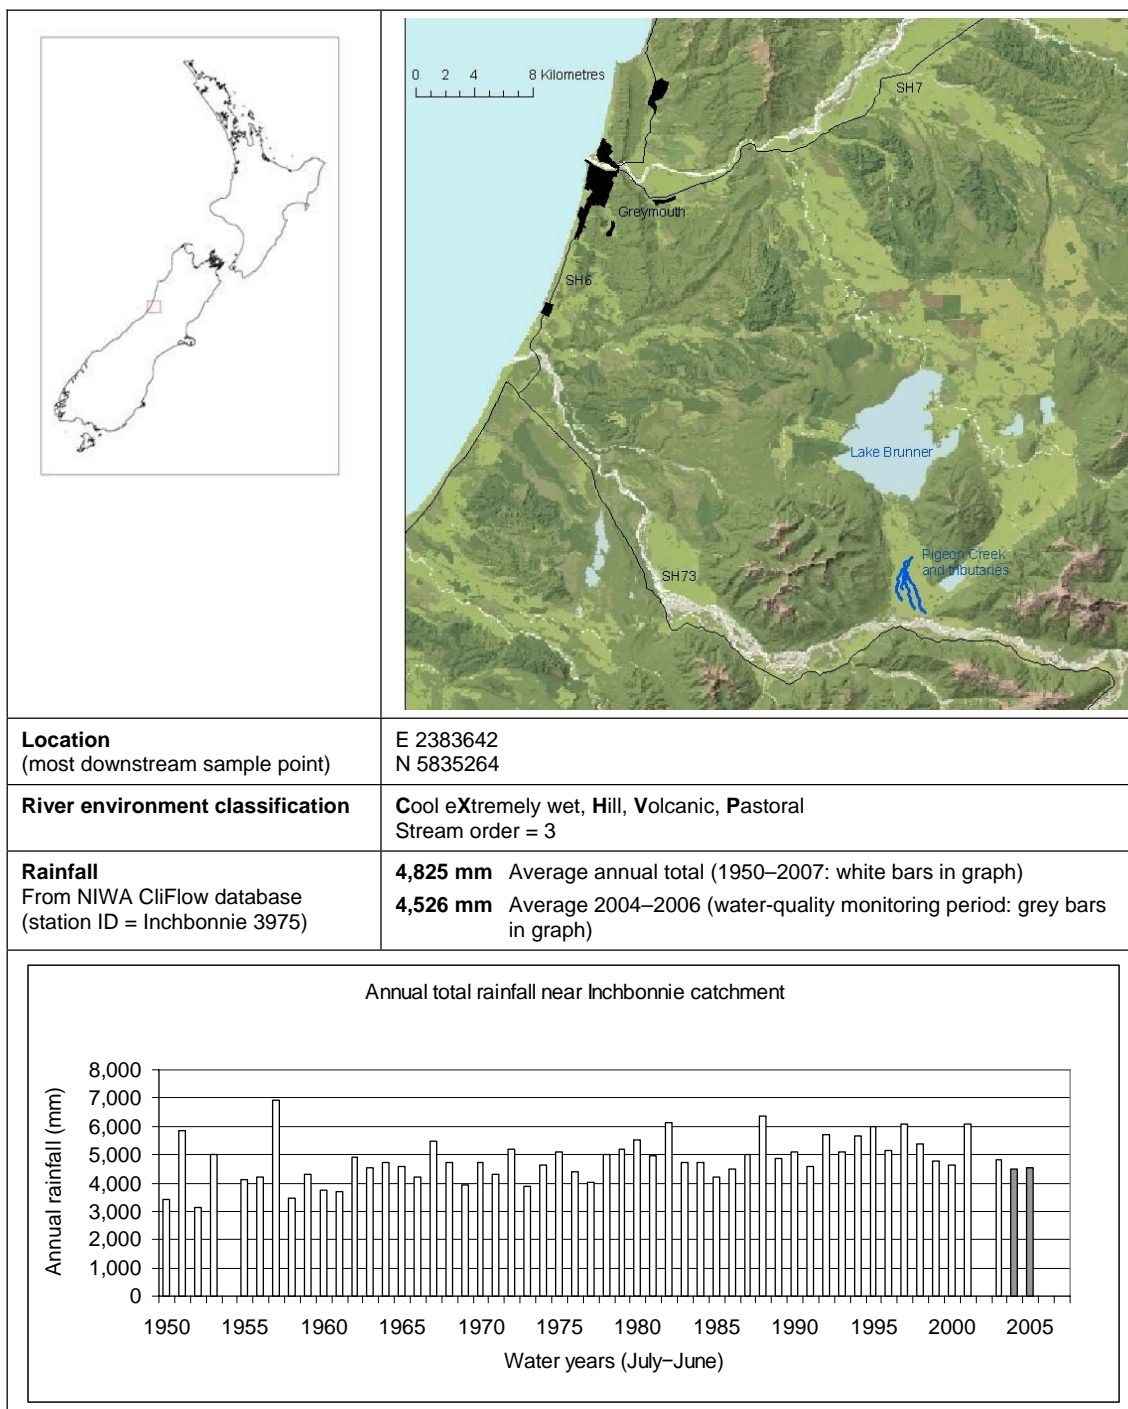 0 2 4 8 Kilometres
SH7
Greymouth
SH6
Lake Brunner
Pigeon Creek
and tributaries
SH73
Location
(most downstream sample point)
E 2383642
N 5835264
River environment classification
Cool eXtremely wet, Hill, Volcanic, Pastoral
Stream order = 3
Rainfall
From NIWA CliFlow database
(station ID = Inchbonnie 3975)
4,825 mm Average annual total (1950–2007: white bars in graph)
4,526 mm Average 2004–2006 (water-quality monitoring period: grey bars
in graph)
Annual total rainfall near Inchbonnie catchment
Annual rainfall (mm)
8,000
7,000
6,000
5,000
4,000
3,000
2,000
1,000
0
1950 1955 1960 1965 1970 1975 1980 1985 1990 1995 2000 2005
Water years (July–June)